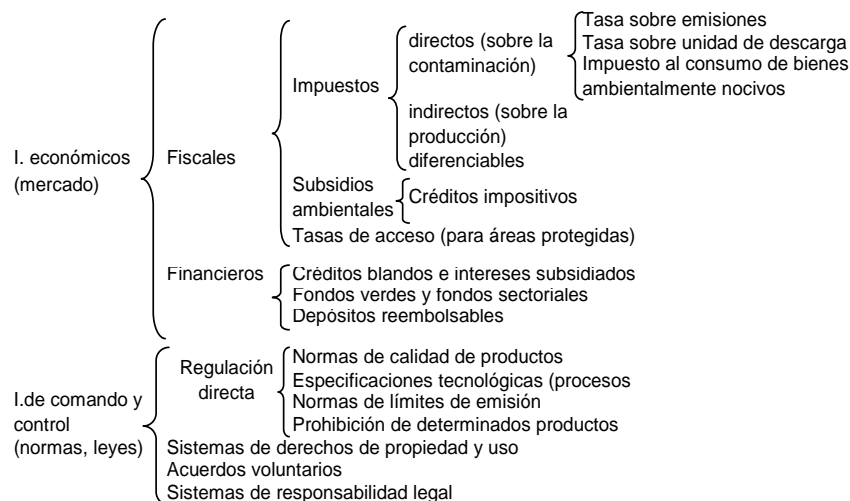 Tasa sobre emisiones
directos (sobre la
contaminación)
Tasa sobre unidad de descarga
Impuesto al consumo de bienes
ambientalmente nocivos
Impuestos
indirectos (sobre la
producción)
diferenciables
I. económicos
(mercado)
Fiscales
Subsidios
ambientales
Créditos impositivos
Tasas de acceso (para áreas protegidas)
Financieros
Créditos blandos e intereses subsidiados
Fondos verdes y fondos sectoriales
Depósitos reembolsables
I.de comando y
control
(normas, leyes)
Regulación
directa
Normas de calidad de productos
Especificaciones tecnológicas (procesos
Normas de límites de emisión
Prohibición de determinados productos
Sistemas de derechos de propiedad y uso
Acuerdos voluntarios
Sistemas de responsabilidad legal